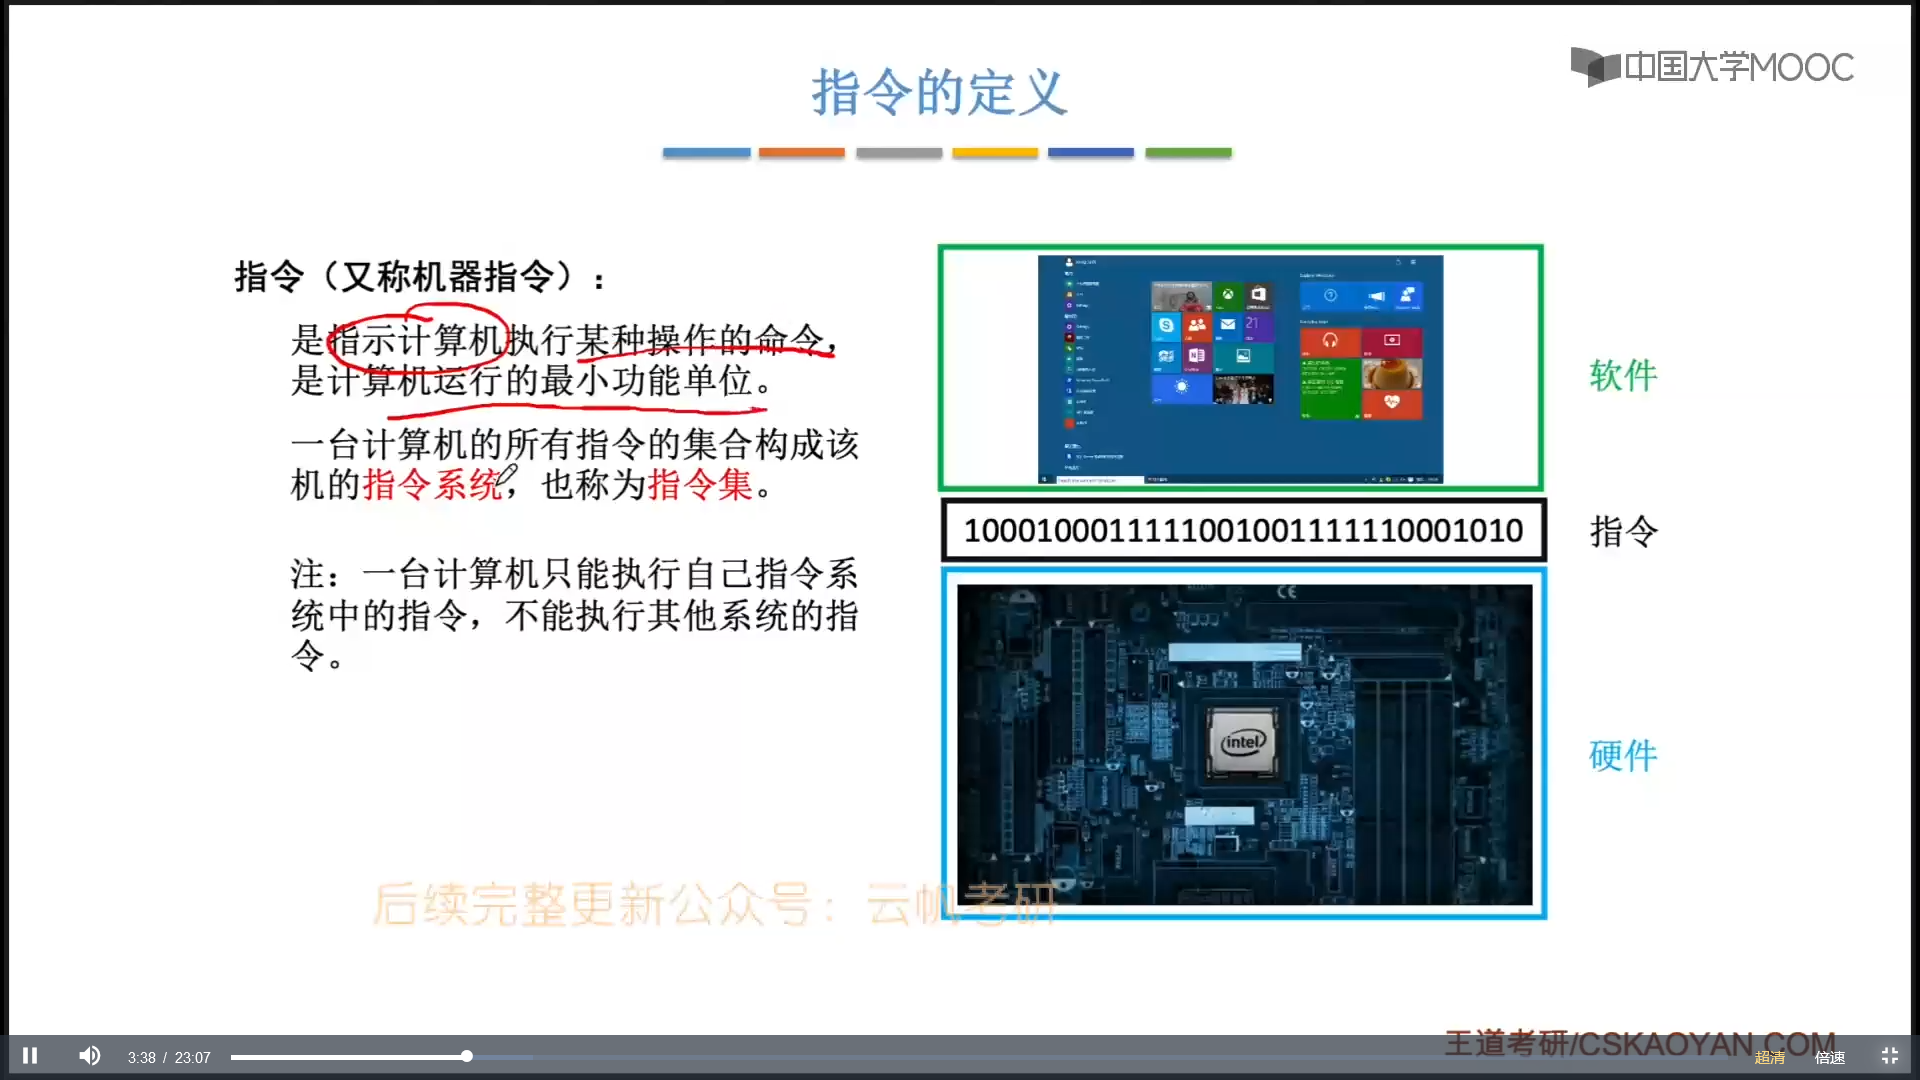 中国大学MOOC
指令的定义
指令（又称机器指令）：
是指示计算机执行某种操作的命令，
是计算机运行的最小功能单位。
一台计算机的所有指令的集合构成该
机的指令系统，也称为指令集。
注：一台计算机只能执行自己指令系
统中的指令，不能执行其他系统的指
令。
软件
10001000111110010011111110001010
指令
CE
intel
硬件
后续完整更新公众号：云帆考研
王道考研/CSKAOYAN.COM
3:38 / 23:07
超清
倍速